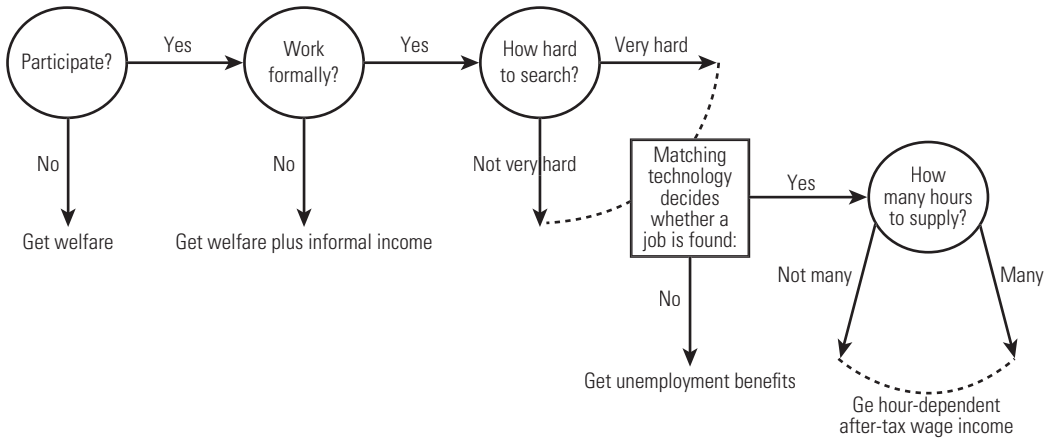 Participate?
Yes
Work
formally?
Yes
How hard
to search?
Very hard
No
No
Not very hard
Get welfare
Get welfare plus informal income
Matching
technology
decides
whether a
job is found:
Yes
How
many hours
to supply?
No
Not many
Many
Get unemployment benefits
Ge hour-dependent
after-tax wage income